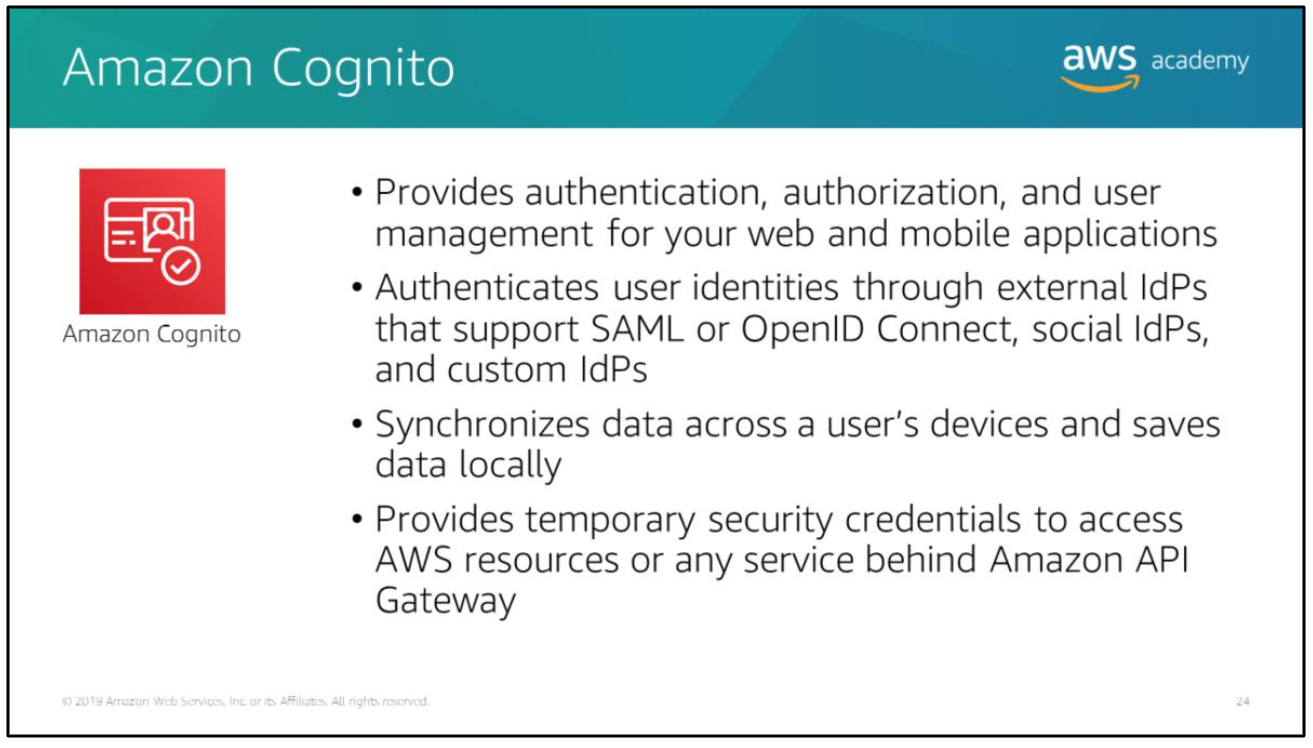 Amazon Cognito
aws academy
Amazon Cognito
• Provides authentication, authorization, and user
management for your web and mobile applications
• Authenticates user identities through external IdPs
that support SAML or OpenID Connect, social IdPs,
and custom IdPs
• Synchronizes data across a user's devices and saves
data locally
• Provides temporary security credentials to access
AWS resources or any service behind Amazon API
Gateway
© 2019 Amazon Web Services, Inc. or its Affiliates. All rights reserved.
24